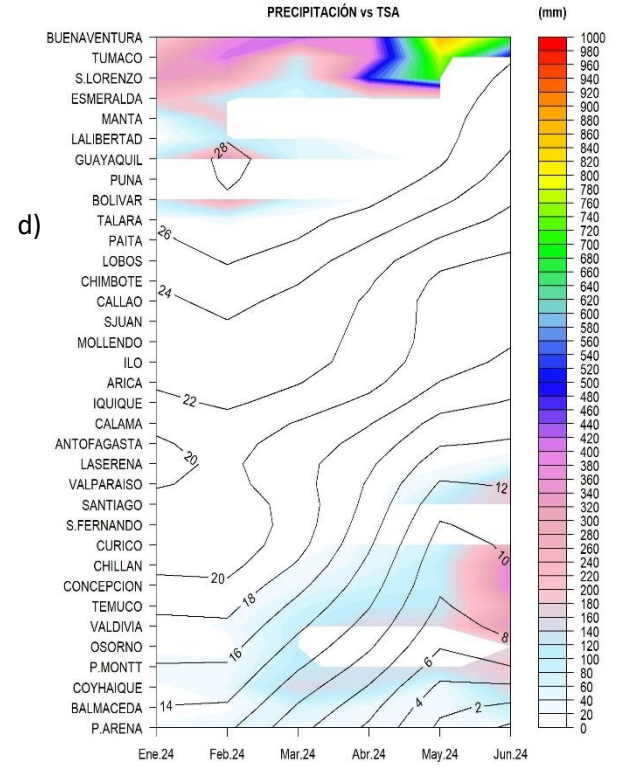 PRECIPITACIÓN vs TSA
(mm)
d)
BUENAVENTURA
TUMACO
S.LORENZO
ESMERALDA
MANTA
LALIBERTAD
GUAYAQUIL
PUNA
BOLIVAR
TALARA
PAITA
LOBOS
CHIMBOTE
CALLAO
SJUAN
MOLLENDO
ILO
ARICA
IQUIQUE
CALAMA
ANTOFAGASTA
LASERENA
VALPARAISO
SANTIAGO
S.FERNANDO
CURICO
CHILLAN
CONCEPCION
TEMUCO
VALDIVIA
OSORNO
P.MONTT
COYHAIQUE
BALMACEDA
P.ARENA
28
26
24
22
20
12
10
20
18
8
16
6
4
14
2
Ene.24 Feb.24 Mar.24 Abr.24 May.24 Jun.24
1000
980
960
940
920
900
880
860
840
820
800
780
760
740
720
700
680
660
640
620
600
580
560
540
520
500
480
460
440
420
400
380
360
340
320
300
280
260
240
220
200
180
160
140
120
100
80
60
40
20
0